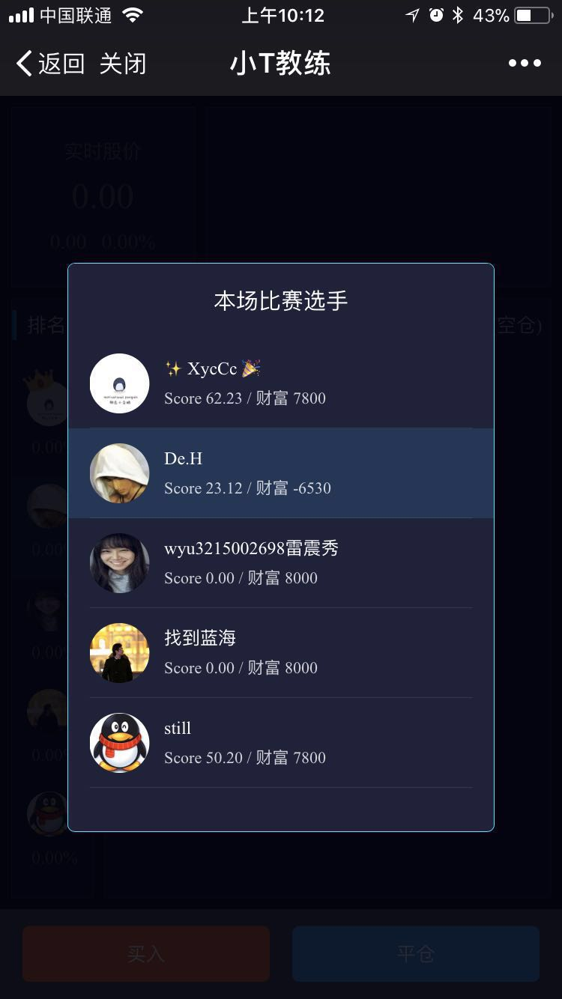 中国联通 上午10:12 43%
返回 关闭 小T教练
实时股价
0.00
0.00 0.00%
本场比赛选手
排名
空仓)
✨ XycCc 🎉
Score 62.23 / 财富 7800
0.00
De.H
Score 23.12 / 财富 -6530
0.00
wyu3215002698雷震秀
Score 0.00 / 财富 8000
0.00
找到蓝海
Score 0.00 / 财富 8000
0.00
still
Score 50.20 / 财富 7800
0.00%
买入 平仓